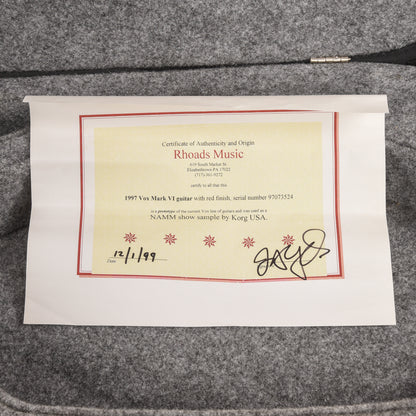 Certificate of Authenticity and Origin
Rhoads Music
619 South Market St.
Elizabethtown PA 17022
(717) 361-9272
certify to all that this
1997 Vox Mark VI guitar with red finish, serial number 97073524
is a prototype of the current Vox line of guitars and was used as a
NAMM show sample by Korg USA.
12/1/99
Date: